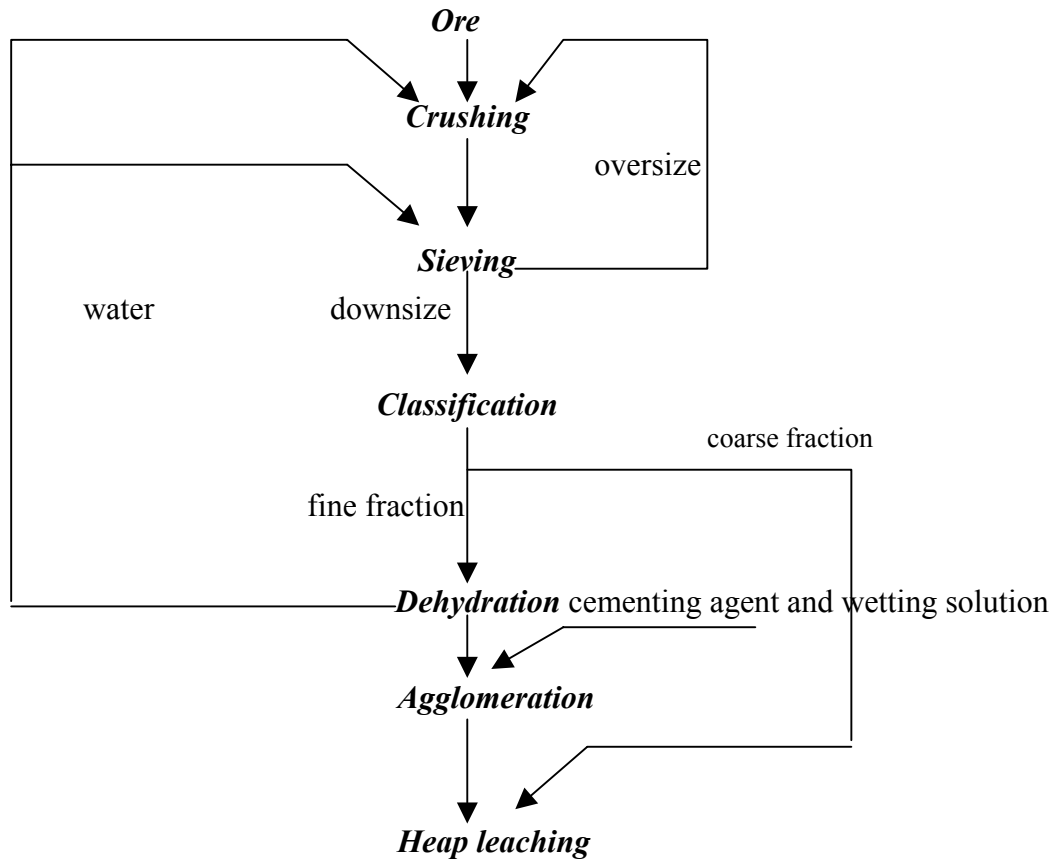 Ore
Crushing
oversize
Sieving
water
downsize
Classification
coarse fraction
fine fraction
Dehydration cementing agent and wetting solution
Agglomeration
Heap leaching